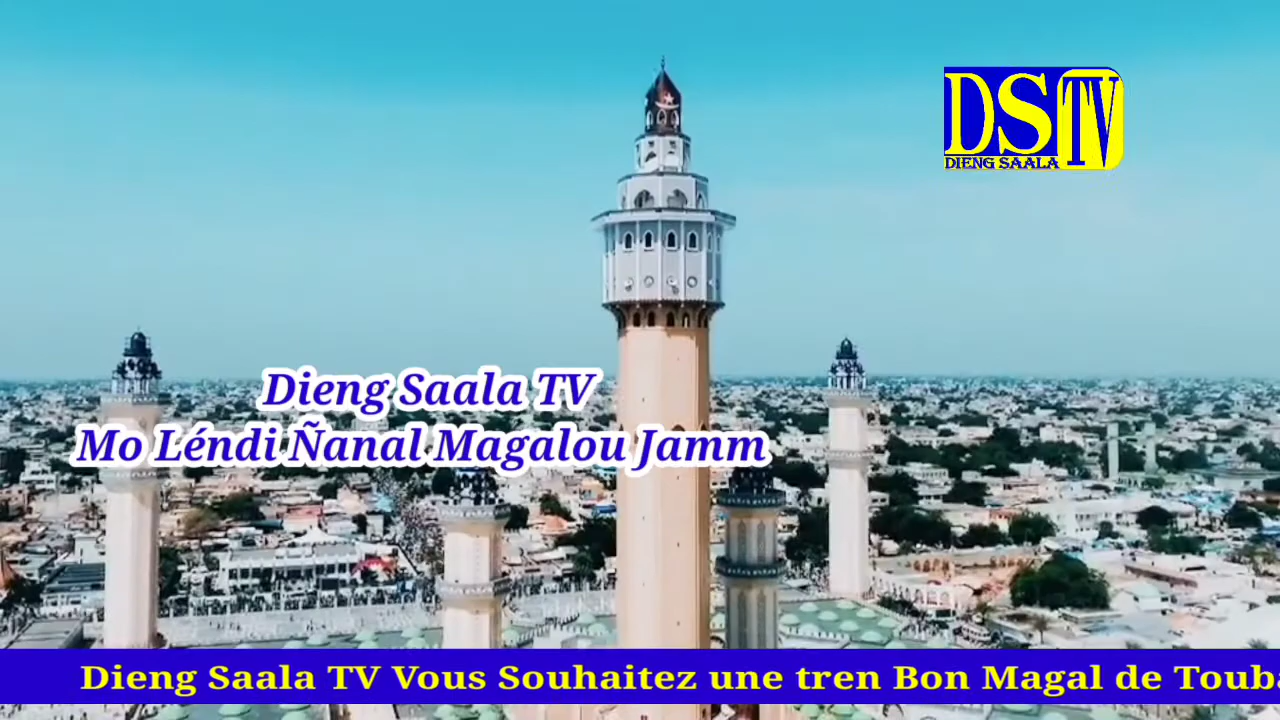 DSTV
DIENG SAALA
Dieng Saala TV
Mo Léndi Ñanal Magalou Jamm
Dieng Saala TV Vous Souhaitez une tren Bon Magal de Touba